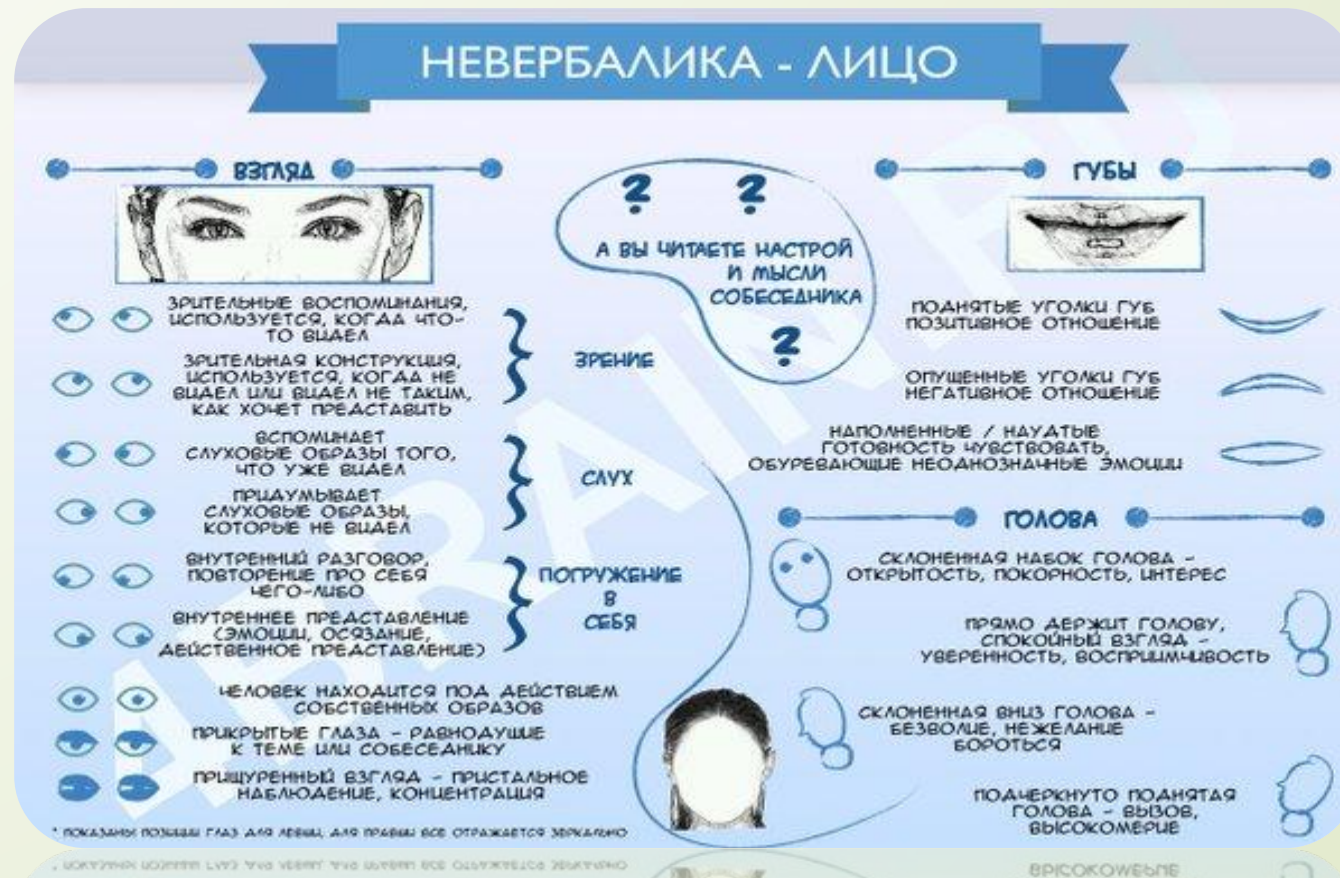 НЕВЕРБАЛИКА - ЛИЦО
ВЗГЛЯД
ЗРИТЕЛЬНЫЕ ВОСПОМИНАНИЯ,
ИСПОЛЬЗУЕТСЯ, КОГДА ЧТО-
ТО ВИДЕЛ
ЗРИТЕЛЬНАЯ КОНСТРУКЦИЯ,
ИСПОЛЬЗУЕТСЯ, КОГДА НЕ
ВИДЕЛ ИЛИ ВИДЕЛ НЕ ТАКИМ,
КАК ХОЧЕТ ПРЕДСТАВИТЬ
ЗРЕНИЕ
ВСПОМИНАЕТ
СЛУХОВЫЕ ОБРАЗЫ ТОГО,
ЧТО УЖЕ ВИДЕЛ
ПРИДУМЫВАЕТ
СЛУХОВЫЕ ОБРАЗЫ,
КОТОРЫЕ НЕ ВИДЕЛ
СЛУХ
ВНУТРЕННИЙ РАЗГОВОР,
ПОВТОРЕНИЕ ПРО СЕБЯ
ЧЕГО-ЛИБО
ВНУТРЕННЕЕ ПРЕДСТАВЛЕНИЕ
(ЭМОЦИИ, ОСЯЗАНИЕ,
ДЕЙСТВЕННОЕ ПРЕДСТАВЛЕНИЕ)
ПОГРУЖЕНИЕ
В
СЕБЯ
ЧЕЛОВЕК НАХОДИТСЯ ПОД ДЕЙСТВИЕМ
СОБСТВЕННЫХ ОБРАЗОВ
ПРИКРЫТЫЕ ГЛАЗА - РАВНОДУШИЕ
К ТЕМЕ ИЛИ СОБЕСЕДНИКУ
ПРИЩУРЕННЫЙ ВЗГЛЯД - ПРИСТАЛЬНОЕ
НАБЛЮДЕНИЕ, КОНЦЕНТРАЦИЯ
* ПОКАЗАНЫ ПОЗИЦИИ ГЛАЗ ДЛЯ ЛЕВШИ, ДЛЯ ПРАВШИ ВСЕ ОТРАЖАЕТСЯ ЗЕРКАЛЬНО
? ?
А ВЫ ЧИТАЕТЕ НАСТРОЙ
И МЫСЛИ
СОБЕСЕДНИКА
?
ГУБЫ
ПОДНЯТЫЕ УГОЛКИ ГУБ
ПОЗИТИВНОЕ ОТНОШЕНИЕ
ОПУЩЕННЫЕ УГОЛКИ ГУБ
НЕГАТИВНОЕ ОТНОШЕНИЕ
НАПОЛНЕННЫЕ / НАУДТЫЕ
ГОТОВНОСТЬ ЧУВСТВОВАТЬ,
ОБУРЕВАЮЩИЕ НЕОДНОЗНАЧНЫЕ ЭМОЦИИ
ГОЛОВА
СКЛОНЕННАЯ НАБОК ГОЛОВА -
ОТКРЫТОСТЬ, ПОКОРНОСТЬ, ИНТЕРЕС
ПРЯМО ДЕРЖИТ ГОЛОВУ,
СПОКОЙНЫЙ ВЗГЛЯД -
УВЕРЕННОСТЬ, ВОСПРИИМЧИВОСТЬ
СКЛОНЕННАЯ ВНИЗ ГОЛОВА -
БЕЗВОЛИЕ, НЕЖЕЛАНИЕ
БОРОТЬСЯ
ПОДЧЕРКНУТО ПОДНЯТАЯ
ГОЛОВА - ВЫЗОВ,
ВЫСОКОМЕРИЕ
4BRAIN.RU